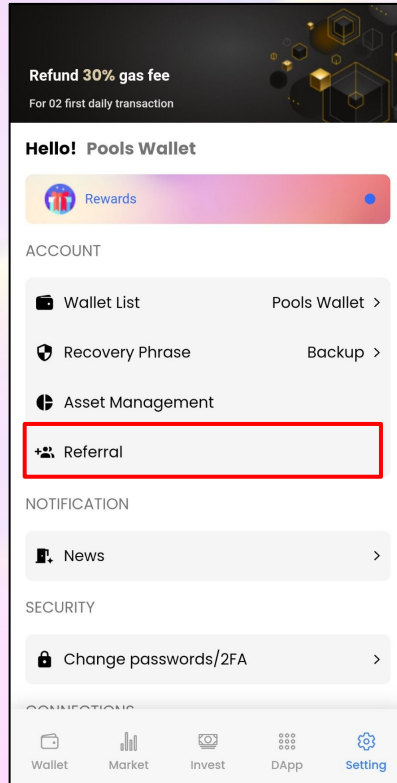 Refund 30% gas fee
For 02 first daily transaction
Hello! Pools Wallet
Rewards
ACCOUNT
Wallet List Pools Wallet >
Recovery Phrase Backup >
Asset Management
Referral
NOTIFICATION
News >
SECURITY
Change passwords/2FA >
CONNECTIONS
Wallet Market Invest DApp Setting